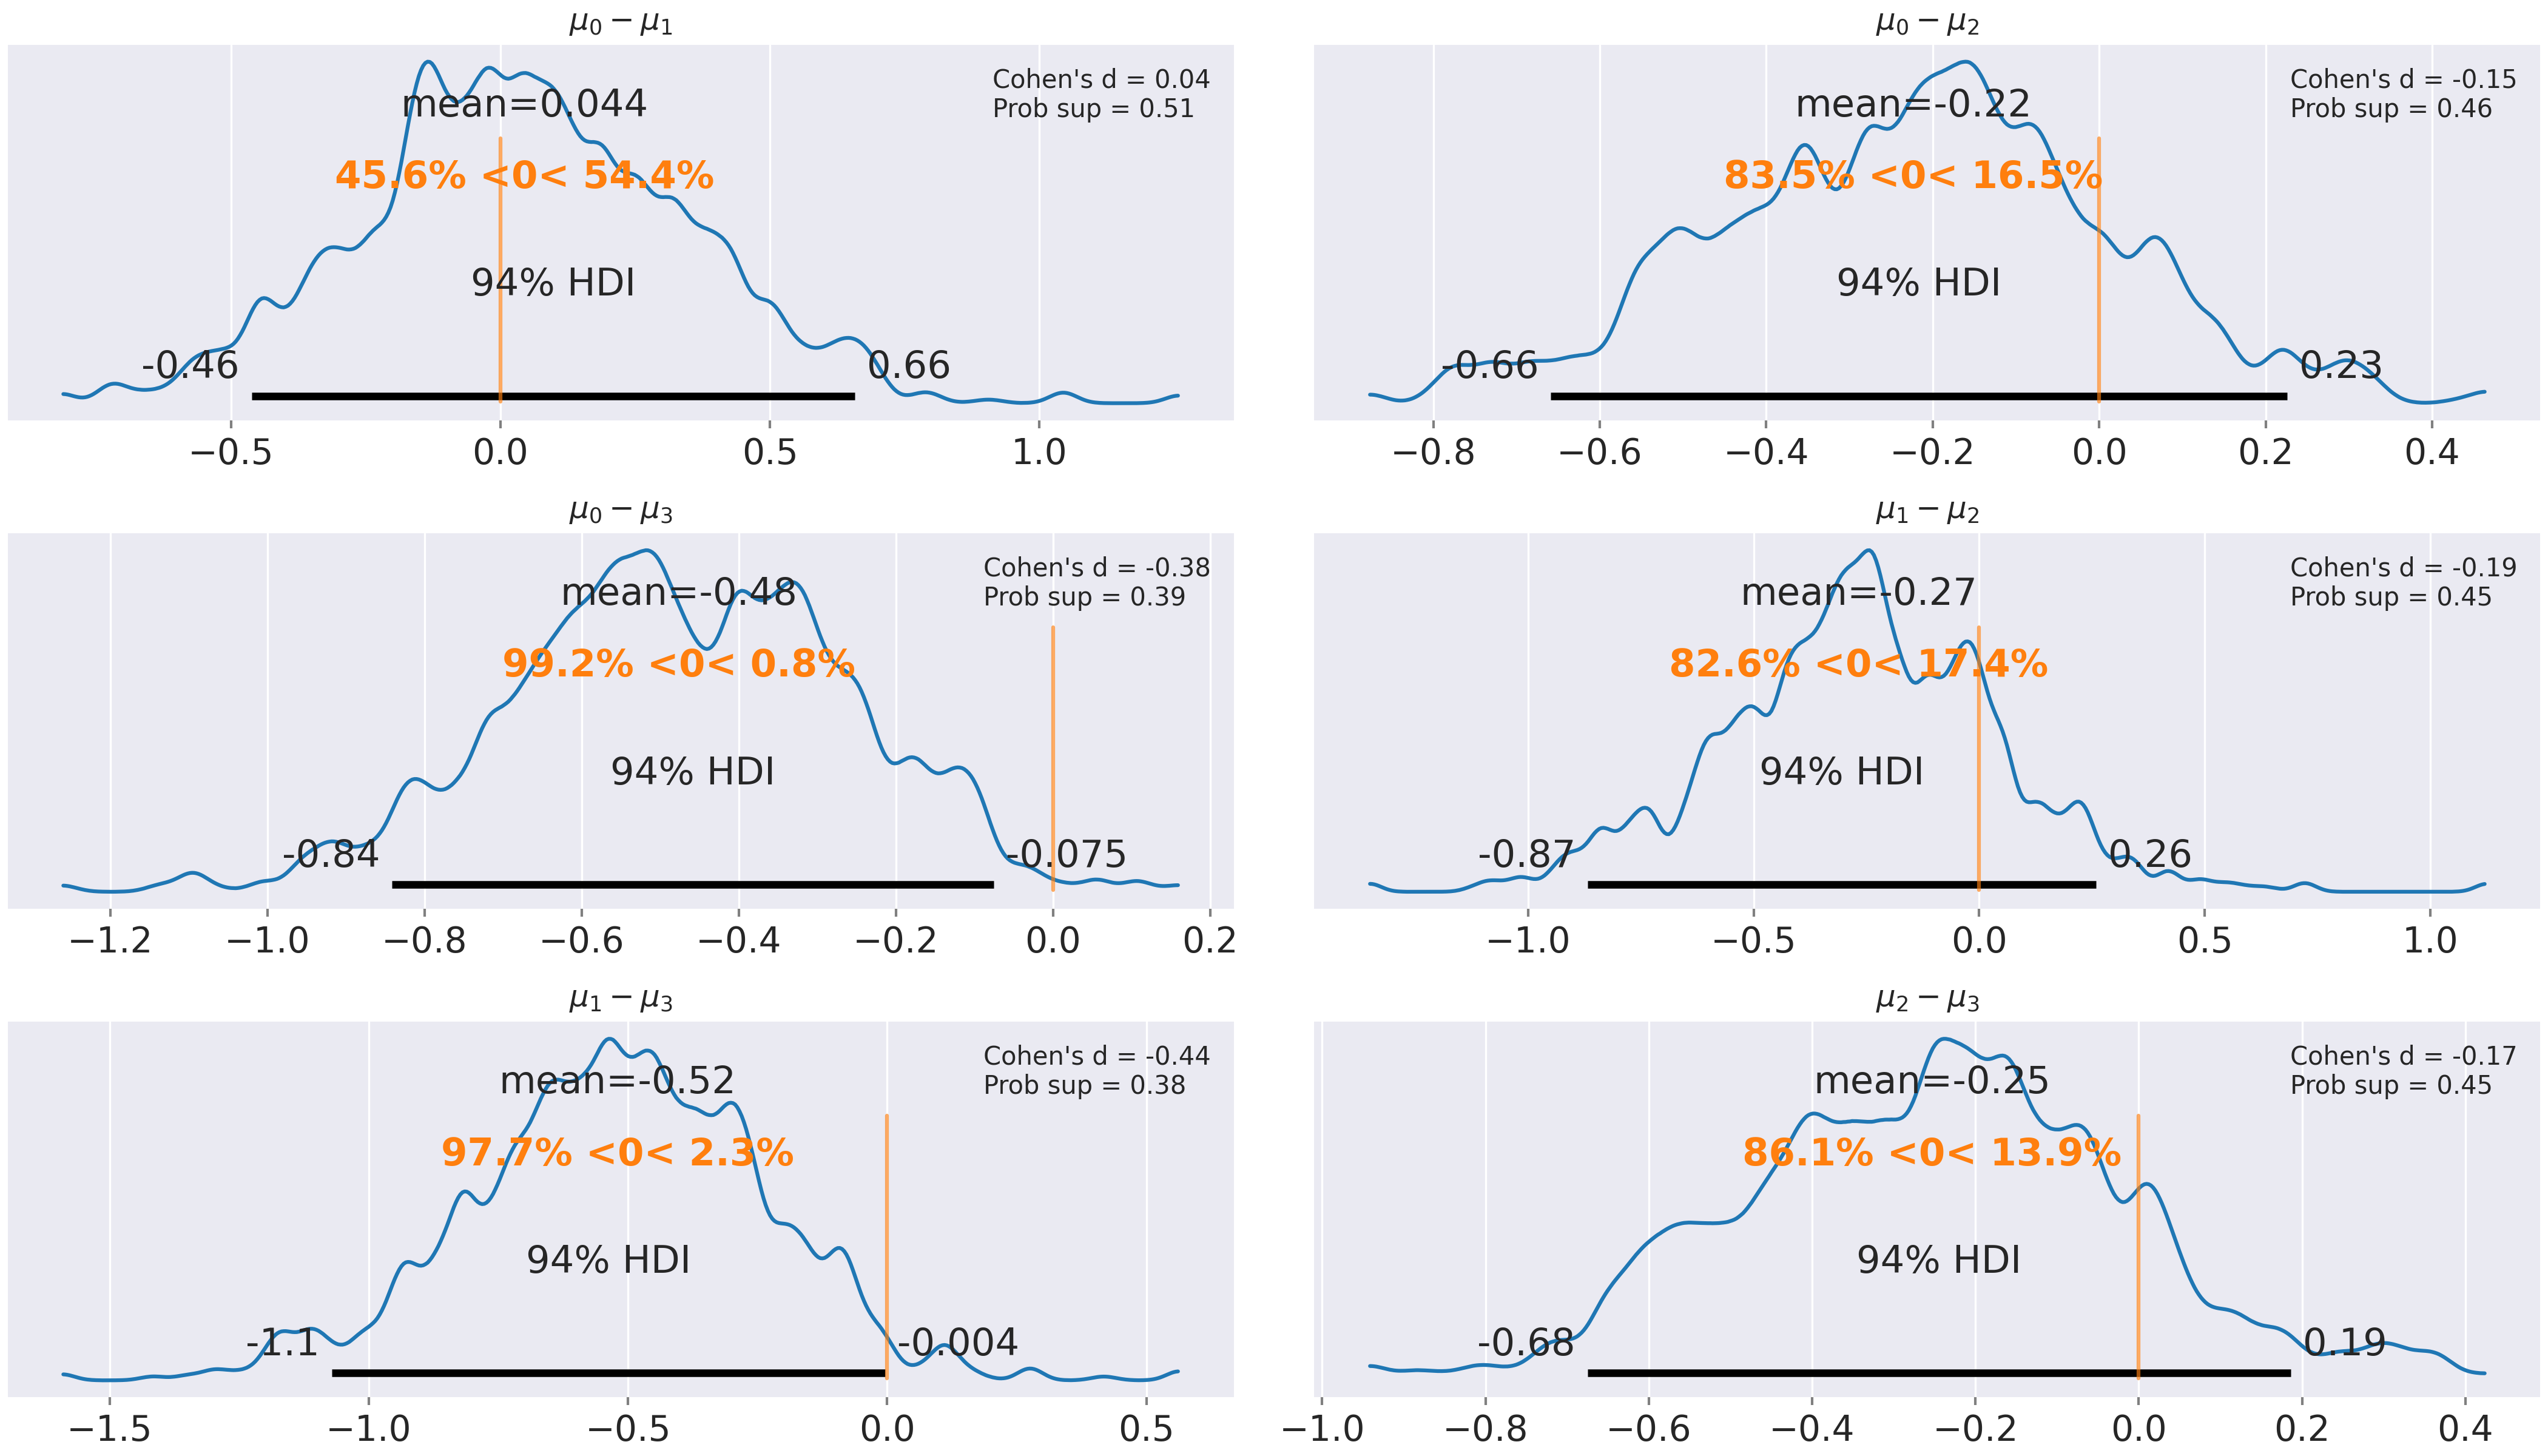 μ₀ − μ₁
Cohen's d = 0.04
Prob sup = 0.51
mean=0.044
45.6% <0< 54.4%
94% HDI
-0.46
0.66
−0.5
0.0
0.5
1.0
μ₀ − μ₂
Cohen's d = -0.15
Prob sup = 0.46
mean=-0.22
83.5% <0< 16.5%
94% HDI
-0.66
0.23
−0.8
−0.6
−0.4
−0.2
0.0
0.2
0.4
μ₀ − μ₃
Cohen's d = -0.38
Prob sup = 0.39
mean=-0.48
99.2% <0< 0.8%
94% HDI
-0.84
-0.075
−1.2
−1.0
−0.8
−0.6
−0.4
−0.2
0.0
0.2
μ₁ − μ₂
Cohen's d = -0.19
Prob sup = 0.45
mean=-0.27
82.6% <0< 17.4%
94% HDI
-0.87
0.26
−1.0
−0.5
0.0
0.5
1.0
μ₁ − μ₃
Cohen's d = -0.44
Prob sup = 0.38
mean=-0.52
97.7% <0< 2.3%
94% HDI
-1.1
-0.004
−1.5
−1.0
−0.5
0.0
0.5
μ₂ − μ₃
Cohen's d = -0.17
Prob sup = 0.45
mean=-0.25
86.1% <0< 13.9%
94% HDI
-0.68
0.19
−1.0
−0.8
−0.6
−0.4
−0.2
0.0
0.2
0.4